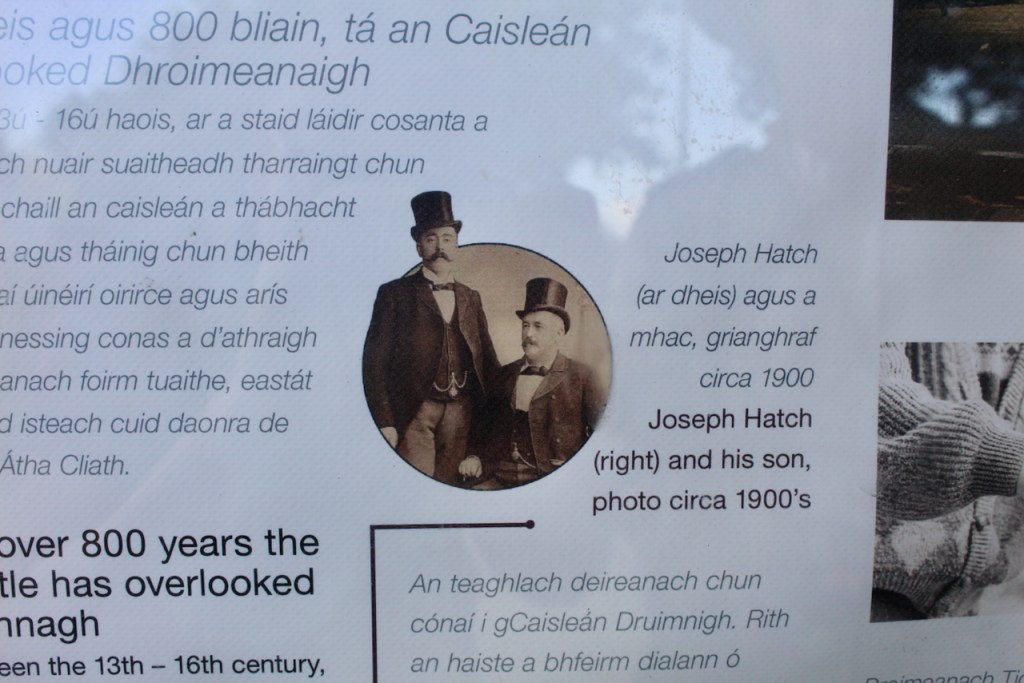 eis agus 800 bliain, tá an Caisleán
ooked Dhroimeanaigh
3ú - 16ú haois, ar a staid láidir cosanta a
ch nuair suaitheadh tharraingt chun
chaill an caisleán a thábhacht
a agus tháinig chun bheith
aí úinéirí oirirce agus arís
nessing conas a d'athraigh
anach foirm tuaithe, eastát
d isteach cuid daonra de
Átha Cliath.
Joseph Hatch
(ar dheis) agus a
mhac, grianghraf
circa 1900
Joseph Hatch
(right) and his son,
photo circa 1900's
over 800 years the
tle has overlooked
nnagh
een the 13th – 16th century,
An teaghlach deireanach chun
cónaí i gCaisleán Druimnigh. Rith
an haiste a bhfeirm dialann ó